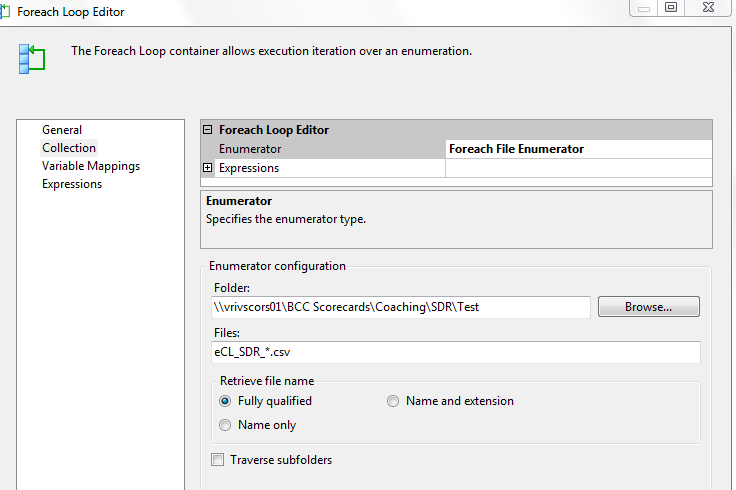 Foreach Loop Editor
The Foreach Loop container allows execution iteration over an enumeration.
General
Collection
Variable Mappings
Expressions
Foreach Loop Editor
Enumerator Foreach File Enumerator
Expressions
Enumerator
Specifies the enumerator type.
Enumerator configuration
Folder:
\\vrivscors01\BCC Scorecards\Coaching\SDR\Test
Browse...
Files:
eCL_SDR_*.csv
Retrieve file name
Fully qualified Name and extension
Name only
Traverse subfolders